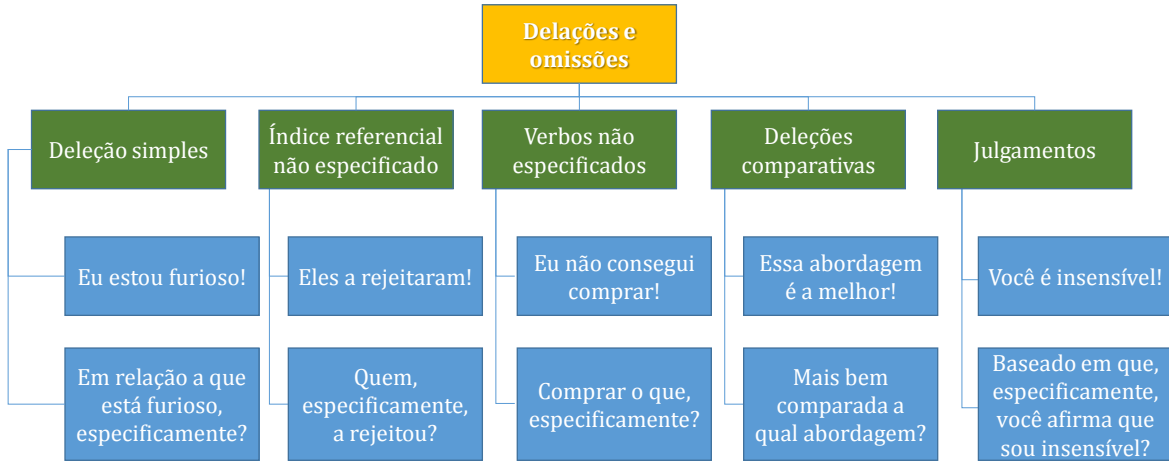 Delações e
omissões
Deleção simples
Índice referencial
não especificado
Verbos não
especificados
Deleções
comparativas
Julgamentos
Eu estou furioso!
Eles a rejeitaram!
Eu não consegui
comprar!
Essa abordagem
é a melhor!
Você é insensível!
Em relação a que
está furioso,
especificamente?
Quem,
especificamente,
a rejeitou?
Comprar o que,
especificamente?
Mais bem
comparada a
qual abordagem?
Baseado em que,
especificamente,
você afirma que
sou insensível?